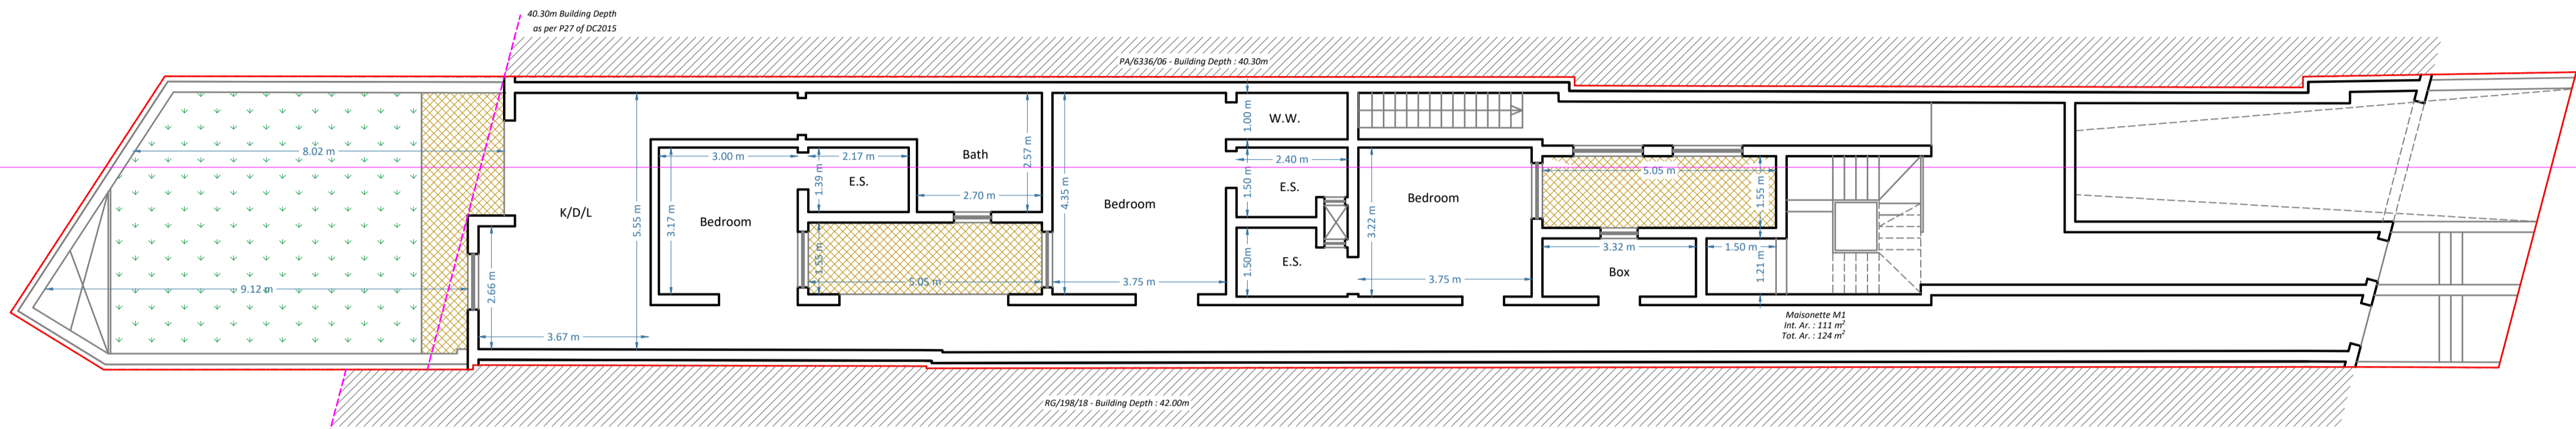 40.30m Building Depth
as per P27 of DC2015
PA/6336/06 - Building Depth : 40.30m
8.02 m
9.12 m
K/D/L
2.66 m
3.67 m
5.55 m
3.00 m
3.17 m
Bedroom
2.17 m
1.39 m
E.S.
1.55 m
5.05 m
Bath
2.57 m
2.70 m
4.35 m
Bedroom
3.75 m
1.00 m
W.W.
2.40 m
1.50 m
E.S.
1.50m
E.S.
3.22 m
Bedroom
3.75 m
5.05 m
1.55 m
3.32 m
Box
1.50 m
1.21 m
Maisonette M1
Int. Ar. : 111 m²
Tot. Ar. : 124 m²
RG/198/18 - Building Depth : 42.00m